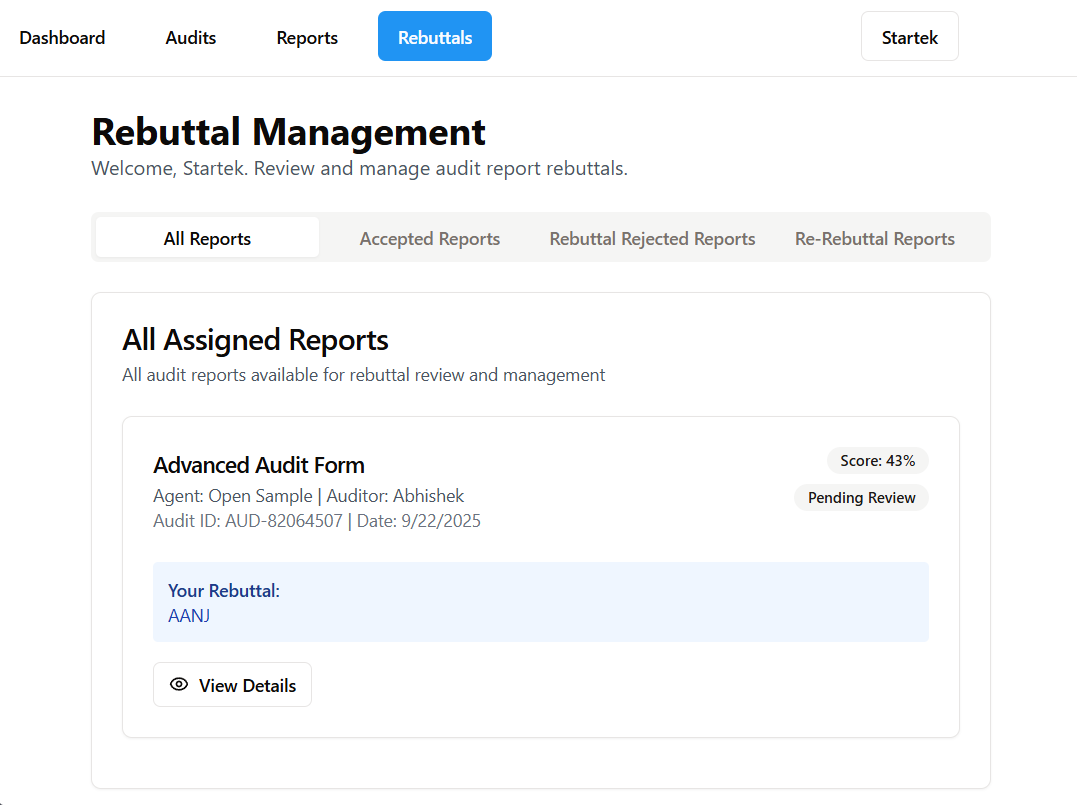 Dashboard Audits Reports Rebuttals Startek
Rebuttal Management
Welcome, Startek. Review and manage audit report rebuttals.
All Reports Accepted Reports Rebuttal Rejected Reports Re-Rebuttal Reports
All Assigned Reports
All audit reports available for rebuttal review and management
Advanced Audit Form
Score: 43%
Agent: Open Sample | Auditor: Abhishek
Pending Review
Audit ID: AUD-82064507 | Date: 9/22/2025
Your Rebuttal:
AANJ
View Details